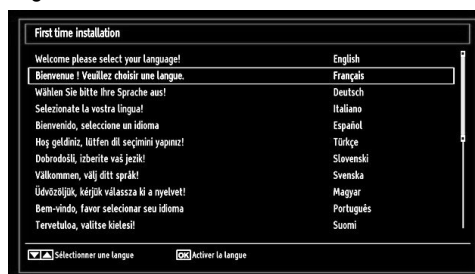 First time installation
Welcome please select your language! English
Bienvenue ! Veuillez choisir une langue. Français
Wählen Sie bitte Ihre Sprache aus! Deutsch
Selezionate la vostra lingua! Italiano
Bienvenido, seleccione un idioma Español
Hoş geldiniz, lütfen dil seçimini yapınız! Türkçe
Dobrodošli, izberite vaš jezik! Slovenski
Välkommen, välj ditt språk! Svenska
Üdvözöljük, kérjük válassza ki a nyelvet! Magyar
Bem-vindo, favor selecionar seu idioma Português
Tervetuloa, valitse kielesi! Suomi
Sélectionner une langue OK Activer la langue